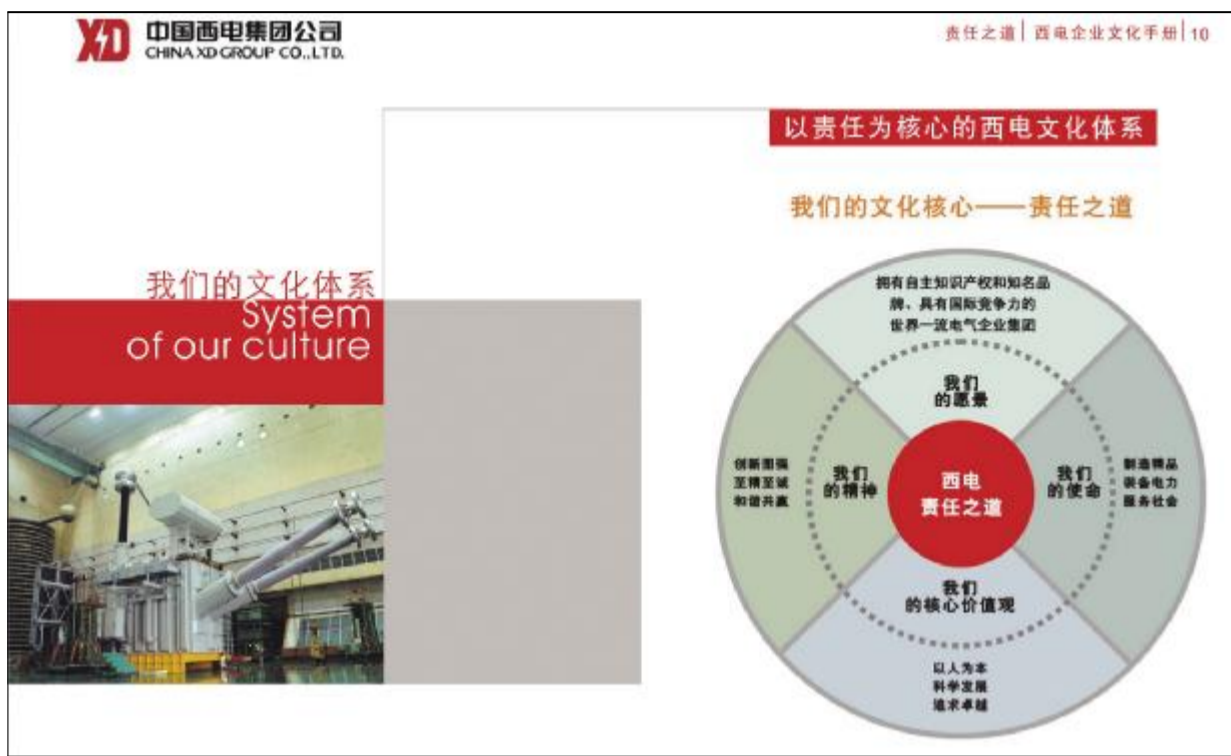 XD 中国西电集团公司
CHINA XD GROUP CO.,LTD.
责任之道 | 西电企业文化手册 | 10
我们的文化体系
System
of our culture
以责任为核心的西电文化体系
我们的文化核心——责任之道
拥有自主知识产权和知名品
牌、具有国际竞争力的
世界一流电气企业集团
我们
的愿景
创新图强
至精至诚
和谐共赢
我们
的精神
西电
责任之道
我们
的使命
制造精品
装备电力
服务社会
我们
的核心价值观
以人为本
科学发展
追求卓越